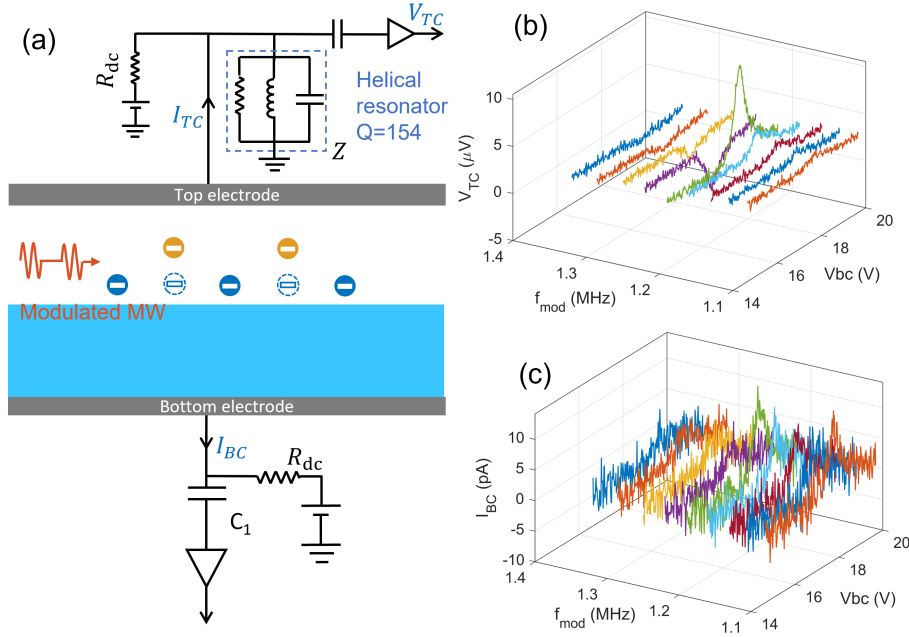 (a)
V_TC
R_dc
I_TC
Helical
resonator
Q=154
Z
Top electrode
Modulated MW
Bottom electrode
I_BC
R_dc
C_1
(b)
10
5
0
-5
V_TC (μV)
1.4
1.3
1.2
1.1
f_mod (MHz)
14
16
18
20
Vbc (V)
(c)
10
5
0
-5
-10
I_BC (pA)
1.4
1.3
1.2
1.1
f_mod (MHz)
14
16
18
20
Vbc (V)